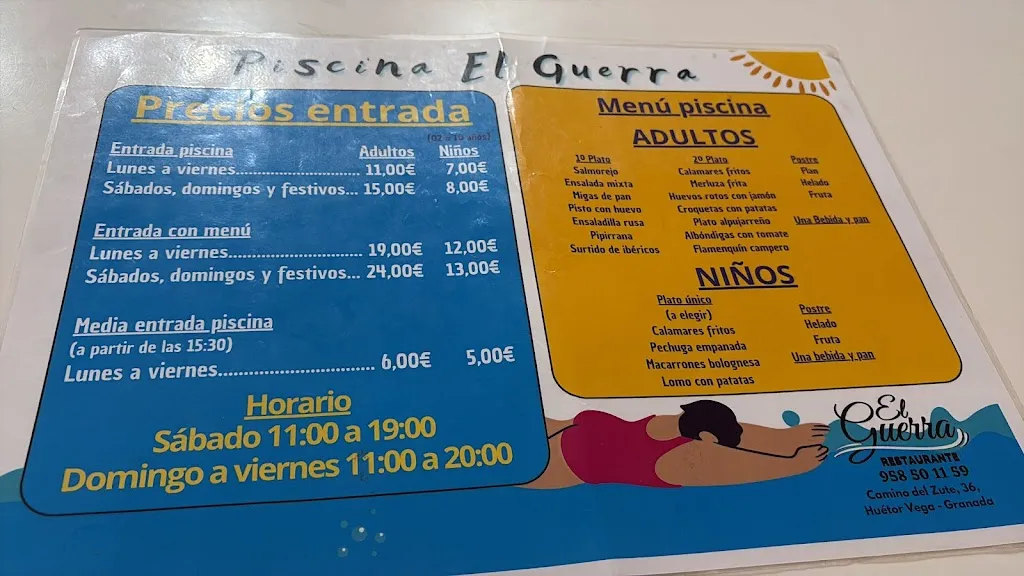 Piscina El Guerra
Precios entrada
(02 - 10 años)
Entrada piscina Adultos Niños
Lunes a viernes........................ 11,00€ 7,00€
Sábados, domingos y festivos... 15,00€ 8,00€
Entrada con menú
Lunes a viernes........................... 19,00€ 12,00€
Sábados, domingos y festivos... 24,00€ 13,00€
Media entrada piscina
(a partir de las 15:30)
Lunes a viernes............................... 6,00€ 5,00€
Horario
Sábado 11:00 a 19:00
Domingo a viernes 11:00 a 20:00
Menú piscina
ADULTOS
1º Plato 2º Plato Postre
Salmorejo Calamares fritos Flan
Ensalada mixta Merluza frita Helado
Migas de pan Huevos rotos con jamón Fruta
Pisto con huevo Croquetas con patatas
Ensaladilla rusa Plato alpujarreño Una Bebida y pan
Pipirrana Albóndigas con tomate
Surtido de ibéricos Flamenquín campero
NIÑOS
Plato único Postre
(a elegir) Helado
Calamares fritos Fruta
Pechuga empanada Una bebida y pan
Macarrones bolognesa
Lomo con patatas
El
Guerra
RESTAURANTE
958 50 11 59
Camino del Zute, 36,
Huétor Vega - Granada